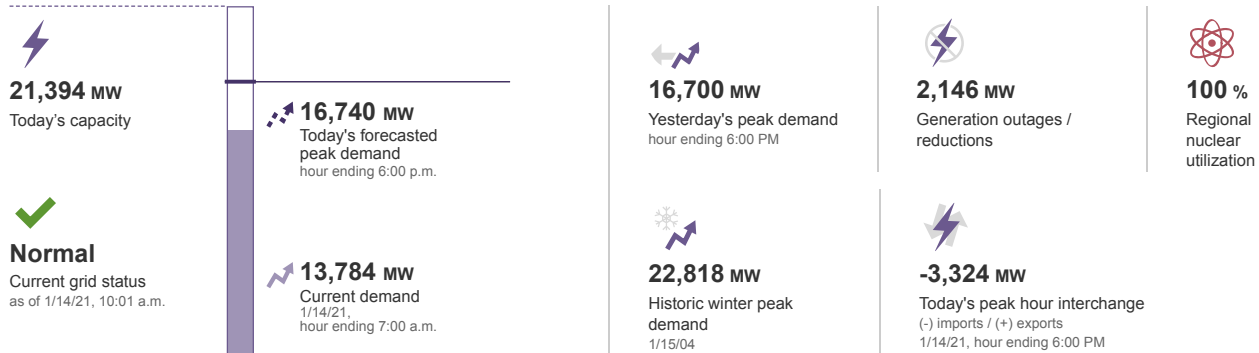 21,394 MW
Today's capacity
Normal
Current grid status
as of 1/14/21, 10:01 a.m.
16,740 MW
Today's forecasted
peak demand
hour ending 6:00 p.m.
13,784 MW
Current demand
1/14/21,
hour ending 7:00 a.m.
16,700 MW
Yesterday's peak demand
hour ending 6:00 PM
2,146 MW
Generation outages /
reductions
100 %
Regional
nuclear
utilization
22,818 MW
Historic winter peak
demand
1/15/04
-3,324 MW
Today's peak hour interchange
(-) imports / (+) exports
1/14/21, hour ending 6:00 PM